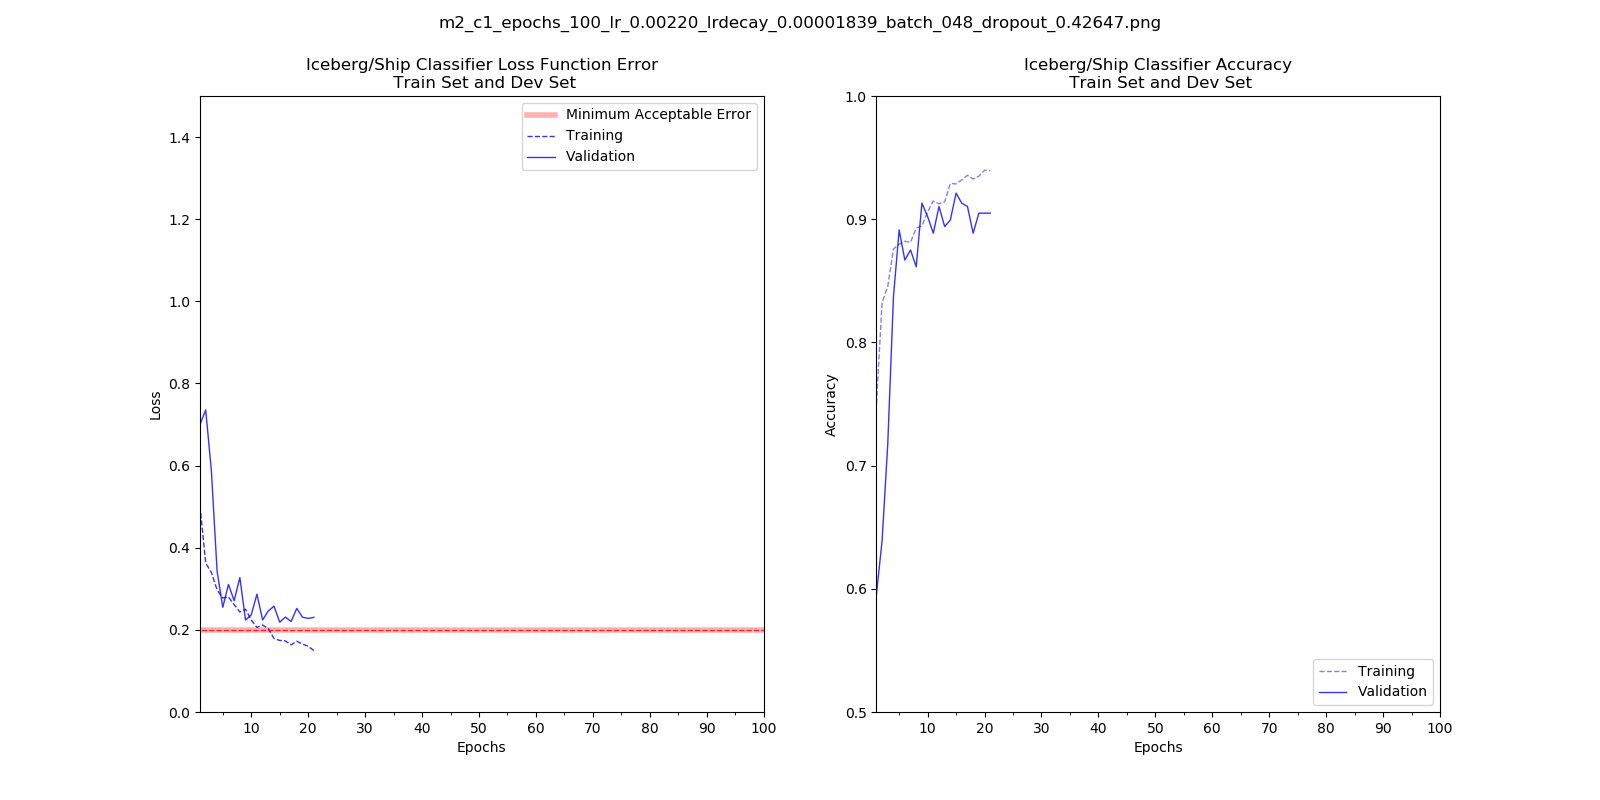 m2_c1_epochs_100_lr_0.00220_lrdecay_0.00001839_batch_048_dropout_0.42647.png
Iceberg/Ship Classifier Loss Function Error
Train Set and Dev Set
1.4
1.2
1.0
0.8
0.6
0.4
0.2
0.0
Loss
Minimum Acceptable Error
Training
Validation
10 20 30 40 50 60 70 80 90 100
Epochs
Iceberg/Ship Classifier Accuracy
Train Set and Dev Set
1.0
0.9
0.8
0.7
0.6
0.5
Accuracy
Training
Validation
10 20 30 40 50 60 70 80 90 100
Epochs